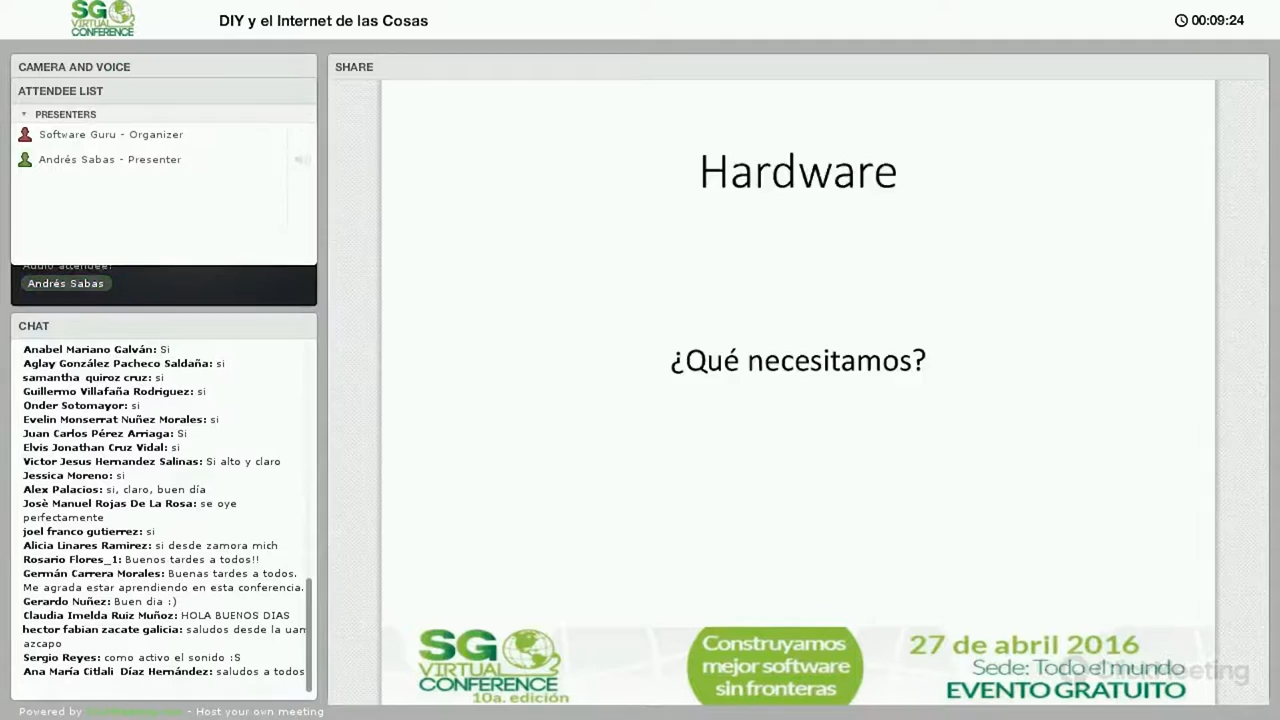 SG
VIRTUAL
CONFERENCE
DIY y el Internet de las Cosas
00:09:24
CAMERA AND VOICE
ATTENDEE LIST
PRESENTERS
Software Guru - Organizer
Andrés Sabas - Presenter
Audio attendee:
Andrés Sabas
CHAT
Anabel Mariano Galván: Si
Aglay González Pacheco Saldaña: si
samantha quiroz cruz: si
Guillermo Villafaña Rodriguez: si
Onder Sotomayor: si
Evelin Monserrat Nuñez Morales: si
Juan Carlos Pérez Arriaga: Si
Elvis Jonathan Cruz Vidal: si
Victor Jesus Hernandez Salinas: Si alto y claro
Jessica Moreno: si
Alex Palacios: si, claro, buen día
Josè Manuel Rojas De La Rosa: se oye
perfectamente
joel franco gutierrez: si
Alicia Linares Ramirez: si desde zamora mich
Rosario Flores_1: Buenos tardes a todos!!
Germán Carrera Morales: Buenas tardes a todos.
Me agrada estar aprendiendo en esta conferencia.
Gerardo Nuñez: Buen dia :)
Claudia Imelda Ruiz Muñoz: HOLA BUENOS DIAS
hector fabian zacate galicia: saludos desde la uam
azcapo
Sergio Reyes: como activo el sonido :S
Ana María Citlali Díaz Hernández: saludos a todos
Powered by ClickMeeting.com - Host your own meeting
SHARE
Hardware
¿Qué necesitamos?
SG
VIRTUAL
CONFERENCE
10a. edición
Construyamos
mejor software
sin fronteras
27 de abril 2016
Sede: Todo el mundo
EVENTO GRATUITO
ClickMeeting